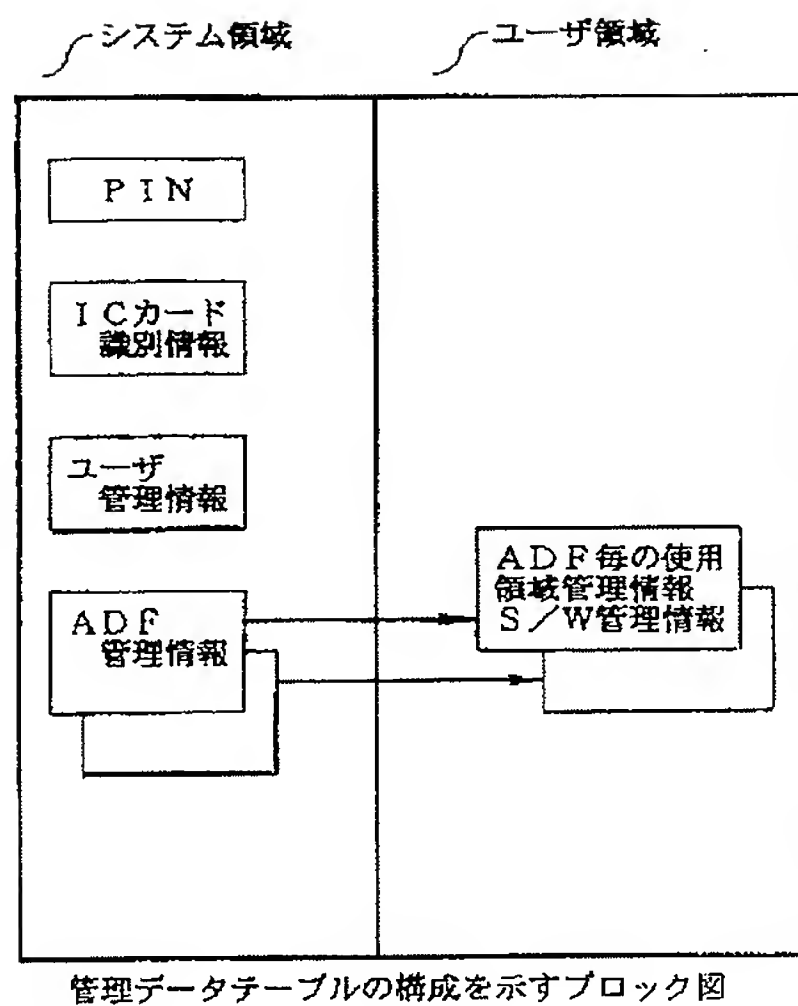 システム領域
ユーザ領域
ＰＩＮ
ＩＣカード
識別情報
ユーザ
管理情報
ＡＤＦ
管理情報
ＡＤＦ毎の使用
領域管理情報
Ｓ／Ｗ管理情報
管理データテーブルの構成を示すブロック図